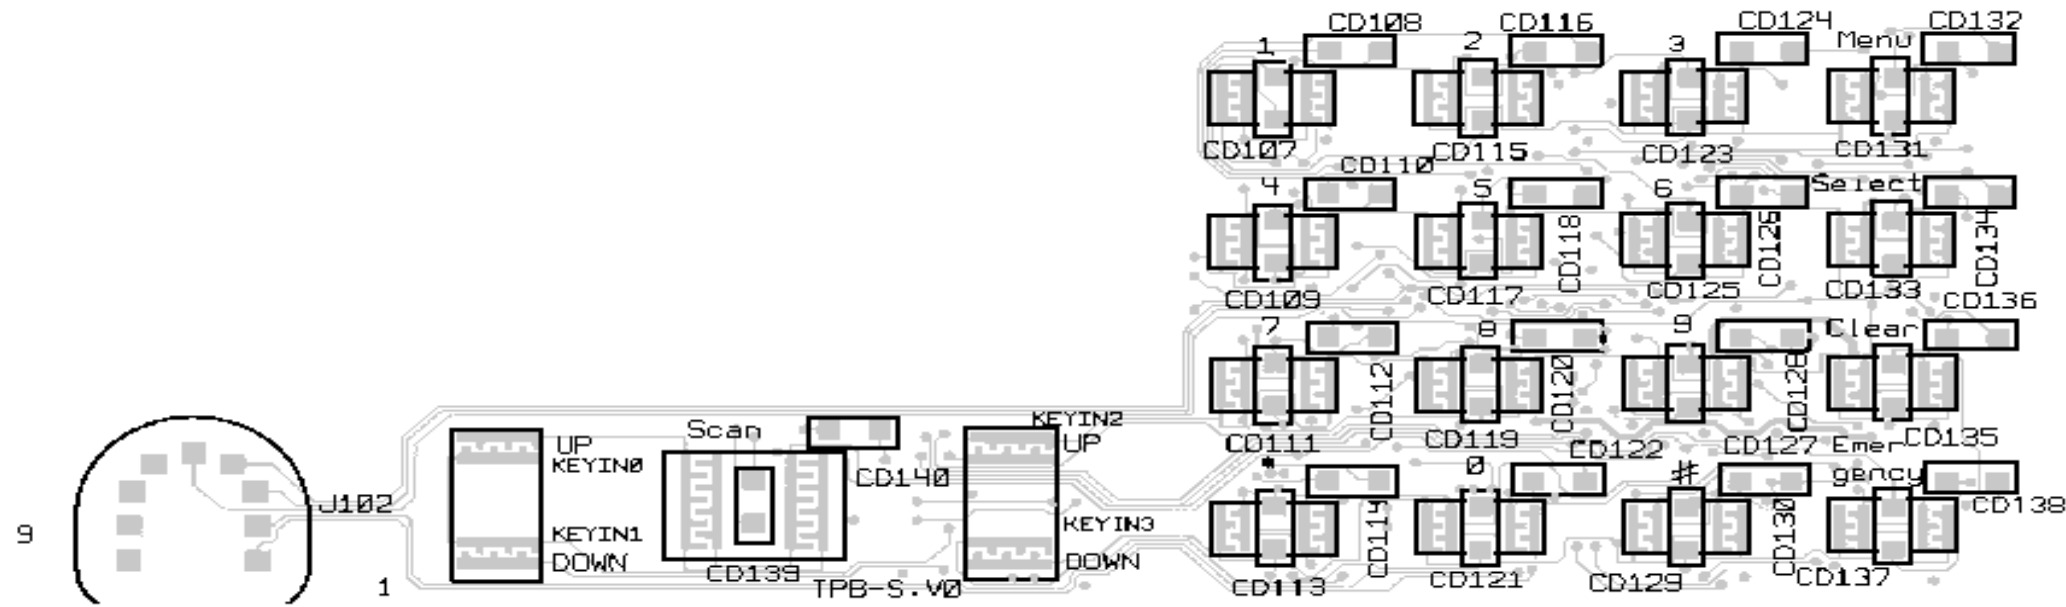 CD108 CD116 CD124 CD132
1 2 3 Menu
CD107 CD115 CD123 CD131
CD110
4 5 6 Select
CD118 CD126 CD134
CD109 CD117 CD125 CD133
CD136
7 8 9 Clear
CD112 CD120 CD128
CD111 CD119 CD122 CD127 CD135
* 0 # Emer
gency
CD138
CD114 CD130
CD113 CD121 CD129 CD137
KEYIN2
UP
Scan
UP
KEYIN0
CD140
J102
9
KEYIN1
DOWN
KEYIN3
DOWN
CD139
1
TPB-S.V0